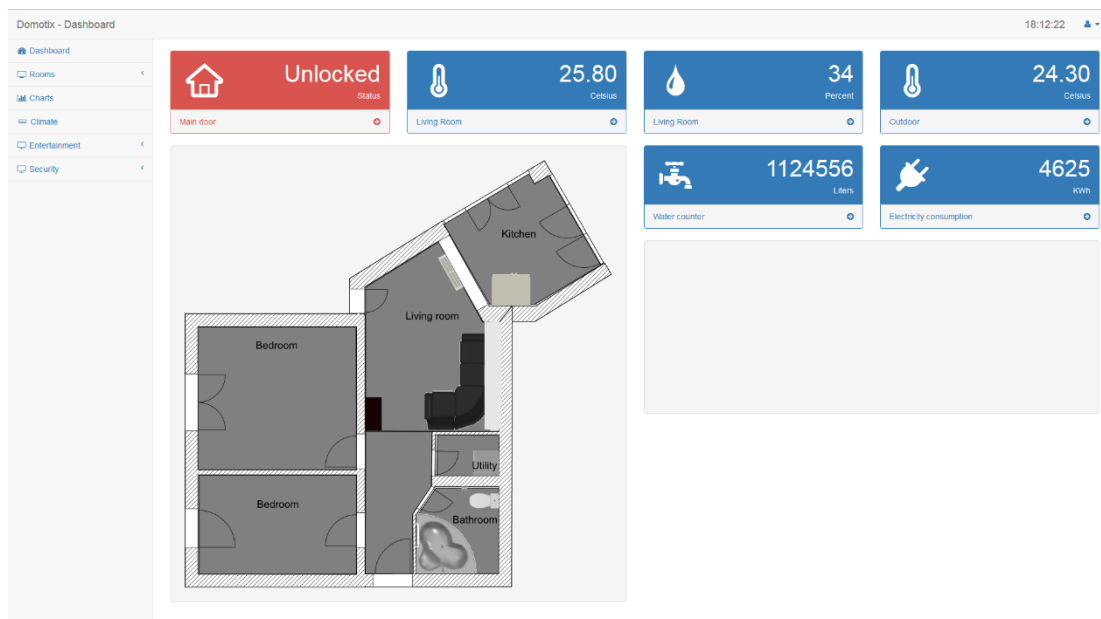 Domotix - Dashboard
18:12:22
Dashboard
Rooms
Charts
Climate
Entertainment
Security
Unlocked
Status
Main door
25.80
Celsius
Living Room
34
Percent
Living Room
24.30
Celsius
Outdoor
1124556
Liters
Water counter
4625
KWh
Electricity consumption
Kitchen
Living room
Bedroom
Utility
Bedroom
Bathroom